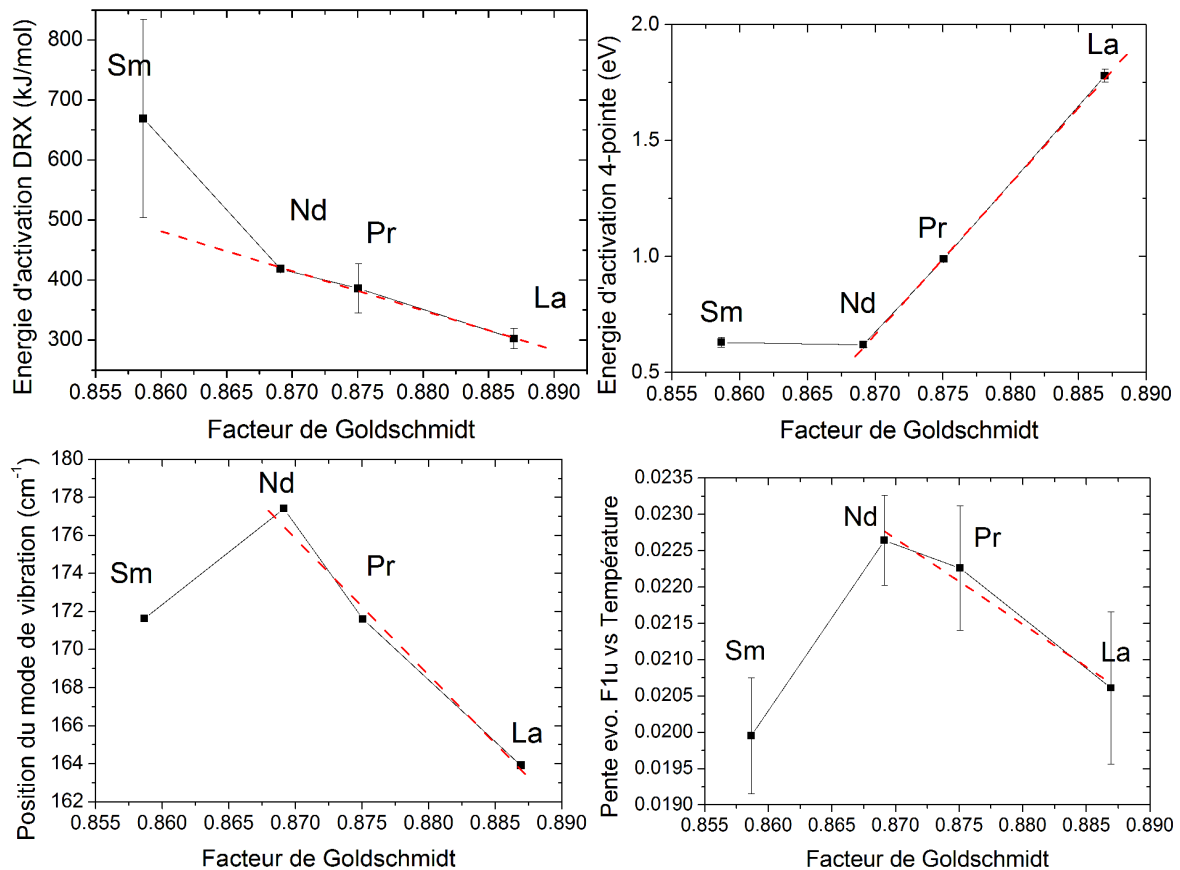 Energie d'activation DRX (kJ/mol)
800
700
600
500
400
300
Sm
Nd
Pr
La
0.855 0.860 0.865 0.870 0.875 0.880 0.885 0.890
Facteur de Goldschmidt
Energie d'activation 4-pointe (eV)
2.0
1.5
1.0
0.5
Sm
Nd
Pr
La
0.855 0.860 0.865 0.870 0.875 0.880 0.885 0.890
Facteur de Goldschmidt
Position du mode de vibration (cm-1)
180
178
176
174
172
170
168
166
164
162
Sm
Nd
Pr
La
0.855 0.860 0.865 0.870 0.875 0.880 0.885 0.890
Facteur de Goldschmidt
Pente evo. F1u vs Température
0.0235
0.0230
0.0225
0.0220
0.0215
0.0210
0.0205
0.0200
0.0195
0.0190
Sm
Nd
Pr
La
0.855 0.860 0.865 0.870 0.875 0.880 0.885 0.890
Facteur de Goldschmidt